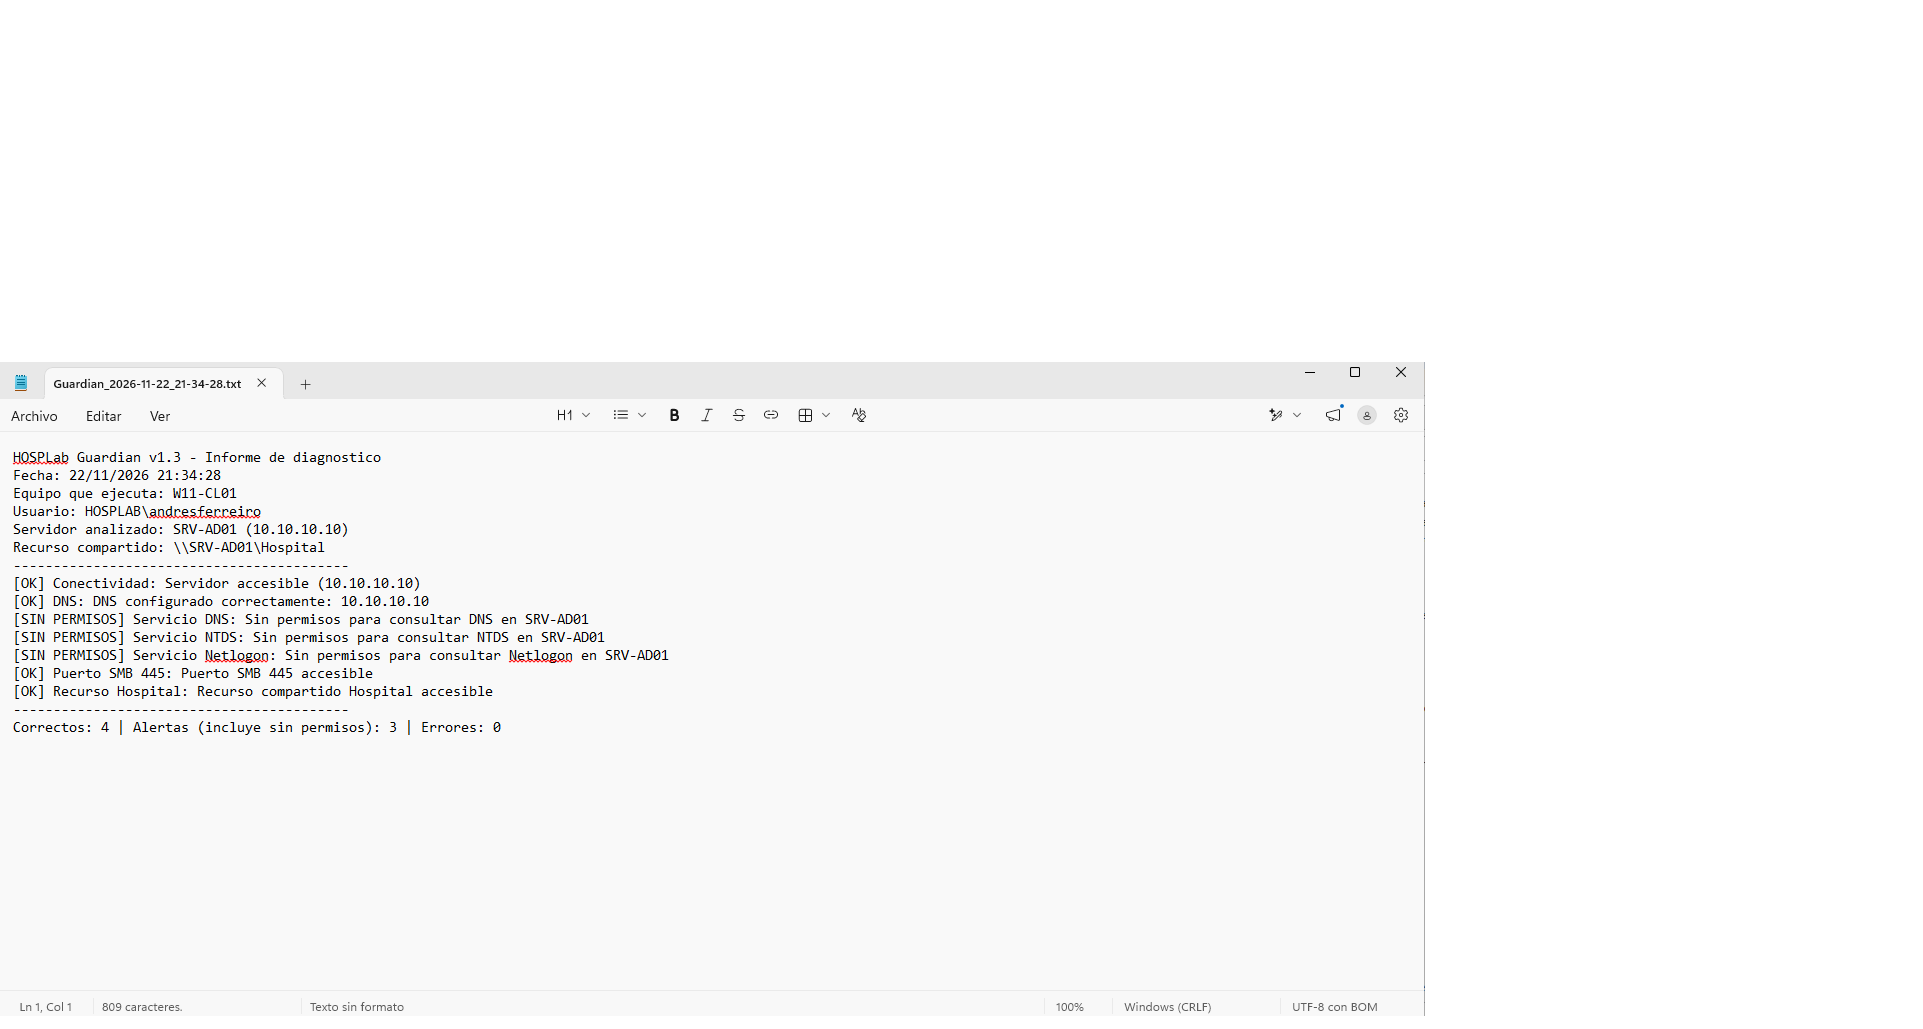 Guardian_2026-11-22_21-34-28.txt
Archivo Editar Ver H1
HOSPLab Guardian v1.3 - Informe de diagnostico
Fecha: 22/11/2026 21:34:28
Equipo que ejecuta: W11-CL01
Usuario: HOSPLAB\andresferreiro
Servidor analizado: SRV-AD01 (10.10.10.10)
Recurso compartido: \\SRV-AD01\Hospital
------------------------------------------
[OK] Conectividad: Servidor accesible (10.10.10.10)
[OK] DNS: DNS configurado correctamente: 10.10.10.10
[SIN PERMISOS] Servicio DNS: Sin permisos para consultar DNS en SRV-AD01
[SIN PERMISOS] Servicio NTDS: Sin permisos para consultar NTDS en SRV-AD01
[SIN PERMISOS] Servicio Netlogon: Sin permisos para consultar Netlogon en SRV-AD01
[OK] Puerto SMB 445: Puerto SMB 445 accesible
[OK] Recurso Hospital: Recurso compartido Hospital accesible
------------------------------------------
Correctos: 4 | Alertas (incluye sin permisos): 3 | Errores: 0
Ln 1, Col 1 809 caracteres. Texto sin formato 100% Windows (CRLF) UTF-8 con BOM